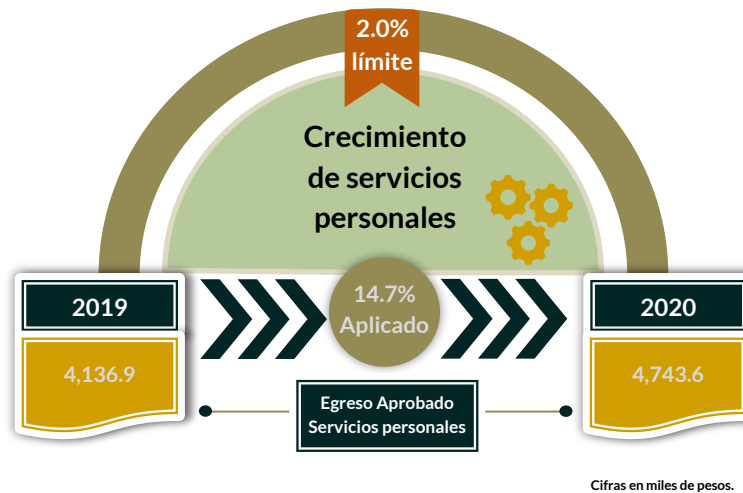 2.0%
límite
Crecimiento
de servicios
personales
2019
14.7%
Aplicado
2020
4,136.9
4,743.6
Egreso Aprobado
Servicios personales
Cifras en miles de pesos.